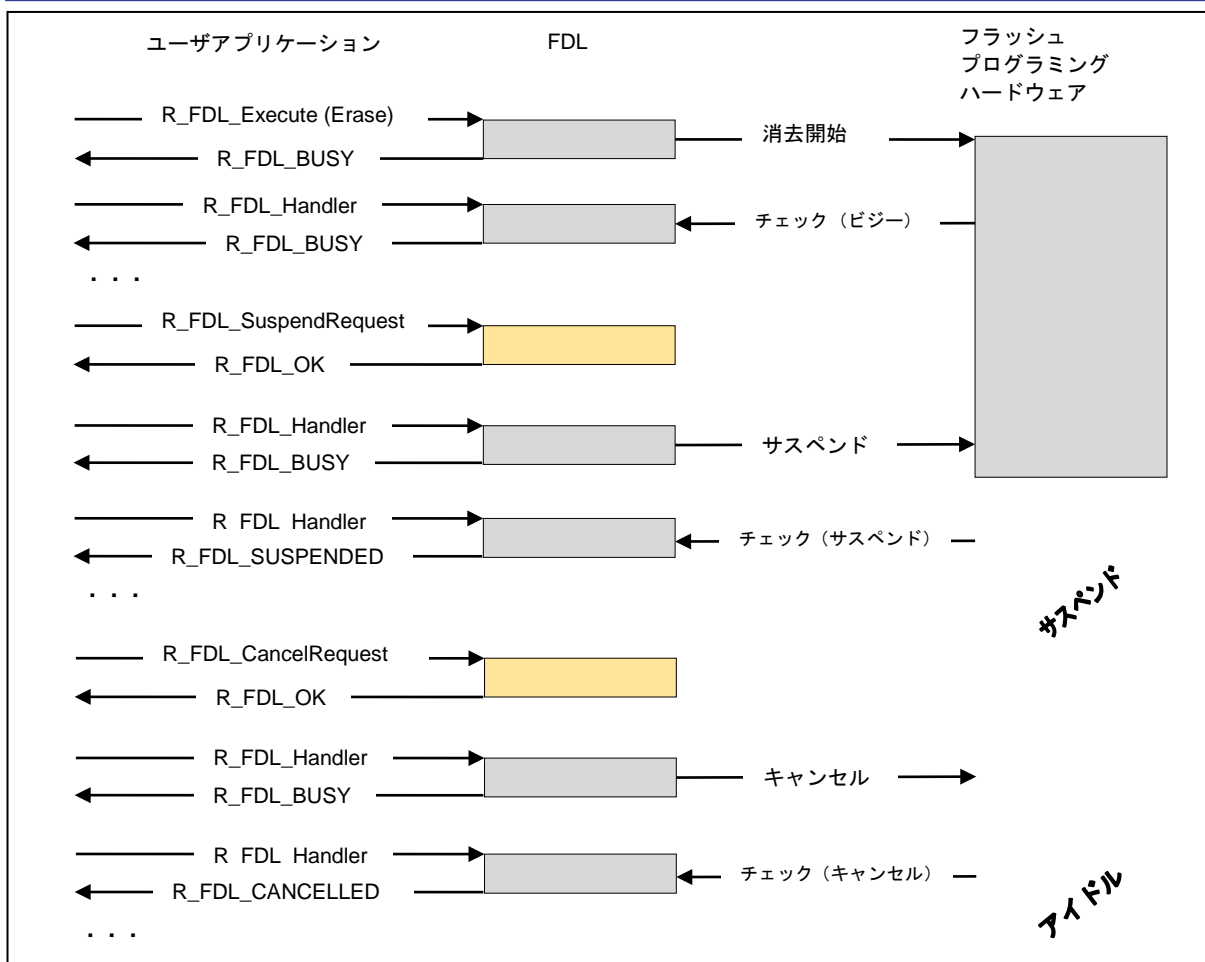 ユーザアプリケーション
FDL
フラッシュ
プログラミング
ハードウェア
R_FDL_Execute (Erase)
消去開始
R_FDL_BUSY
R_FDL_Handler
チェック（ビジー）
R_FDL_BUSY
・・・
R_FDL_SuspendRequest
R_FDL_OK
R_FDL_Handler
サスペンド
R_FDL_BUSY
R_FDL_Handler
チェック（サスペンド）
R_FDL_SUSPENDED
・・・
サスペンド
R_FDL_CancelRequest
R_FDL_OK
R_FDL_Handler
キャンセル
R_FDL_BUSY
R_FDL_Handler
チェック（キャンセル）
R_FDL_CANCELLED
アイドル
・・・